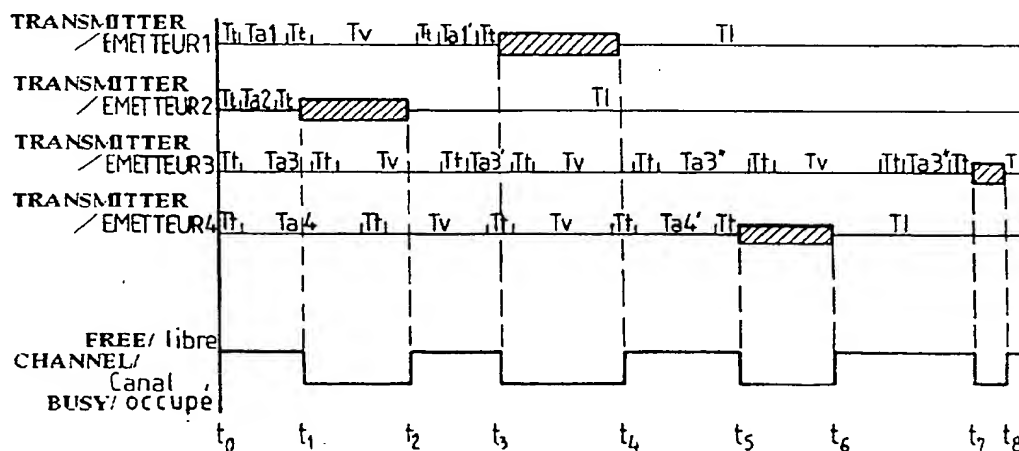 TRANSMITTER
/EMETTEUR1 Tt Ta1 Tt Tv Tt Ta1' Tt Tl
TRANSMITTER
/EMETTEUR2 Tt Ta2 Tt Tl
TRANSMITTER
/EMETTEUR3 Tt Ta3 Tt Tv Tt Ta3' Tt Tv Tt Ta3" Tt Tv Tt Ta3" Tt T
TRANSMITTER
/EMETTEUR4 Tt Ta4 Tt Tv Tt Tv Tt Ta4' Tt Tl
FREE/ libre
CHANNEL/
Canal
BUSY/occupé
t0 t1 t2 t3 t4 t5 t6 t7 t8